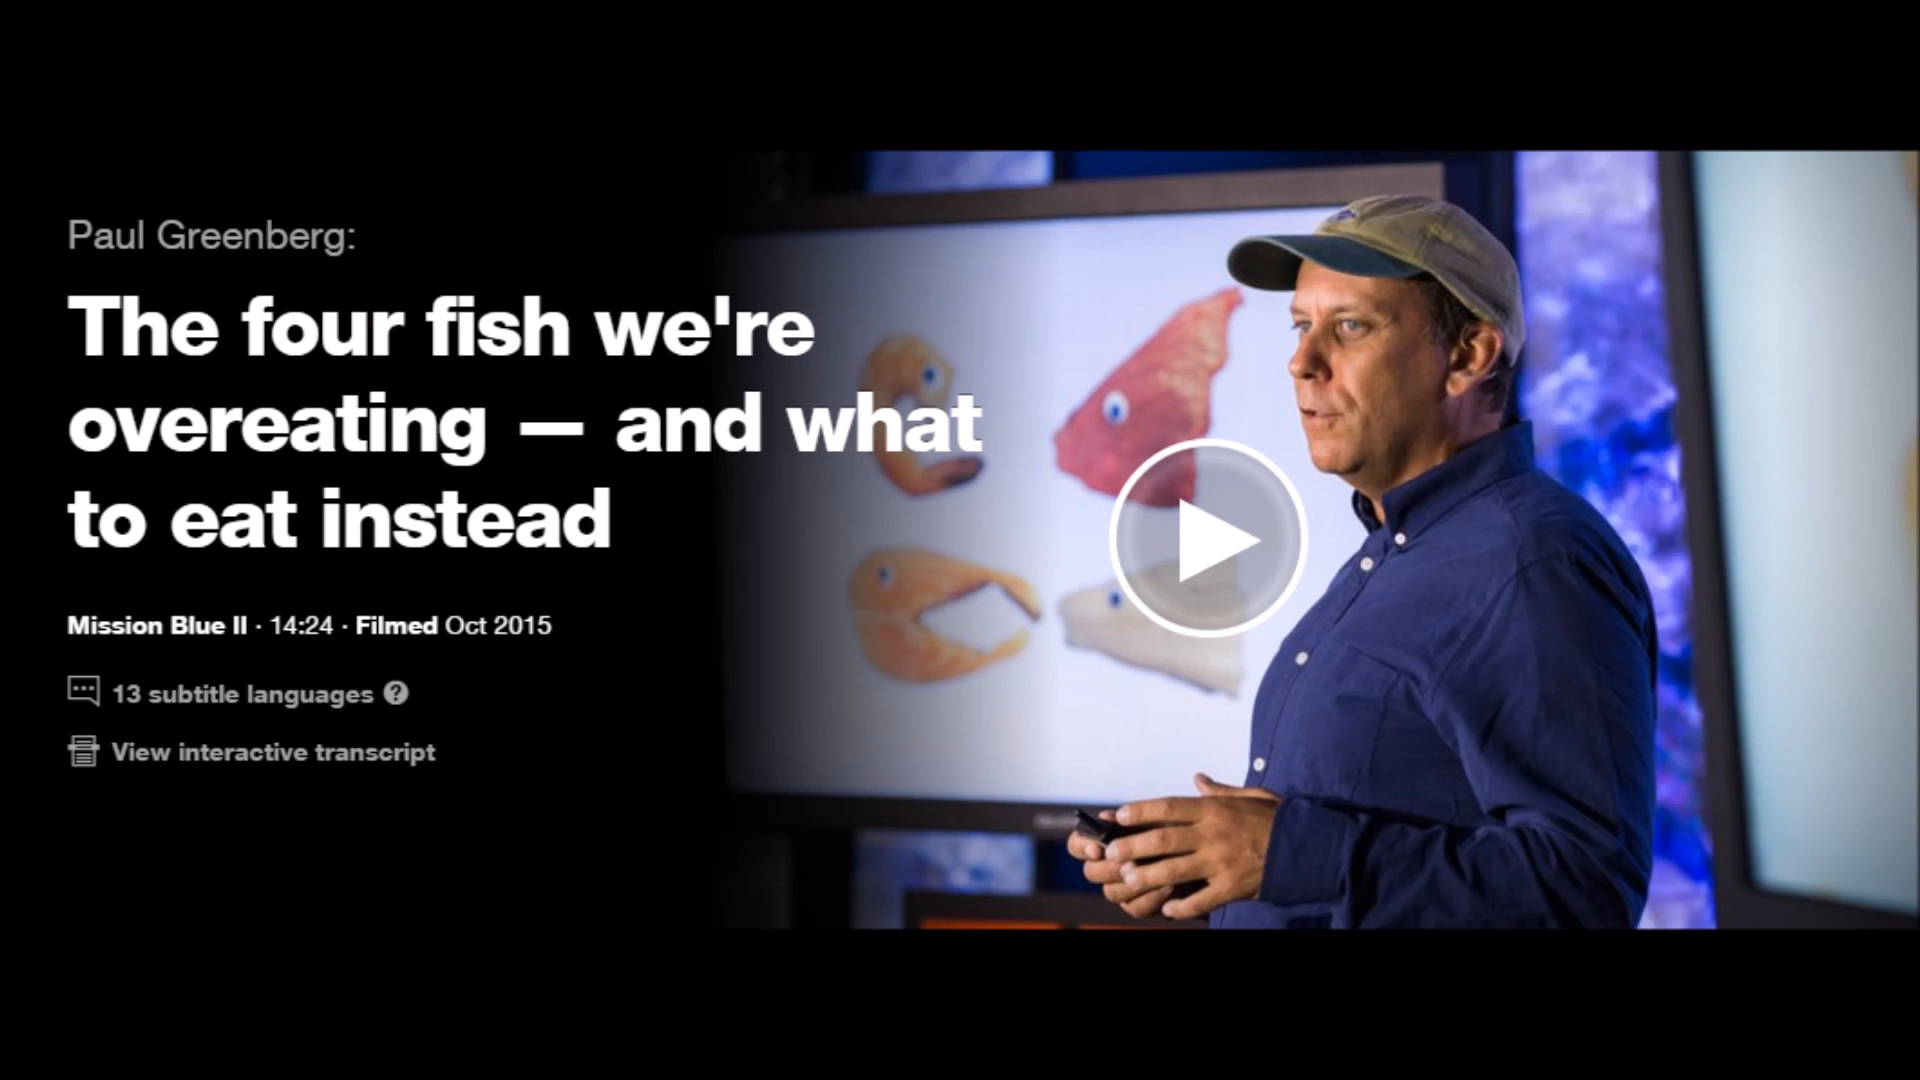 Paul Greenberg:
The four fish we're
overeating — and what
to eat instead
Mission Blue II · 14:24 · Filmed Oct 2015
13 subtitle languages ?
View interactive transcript